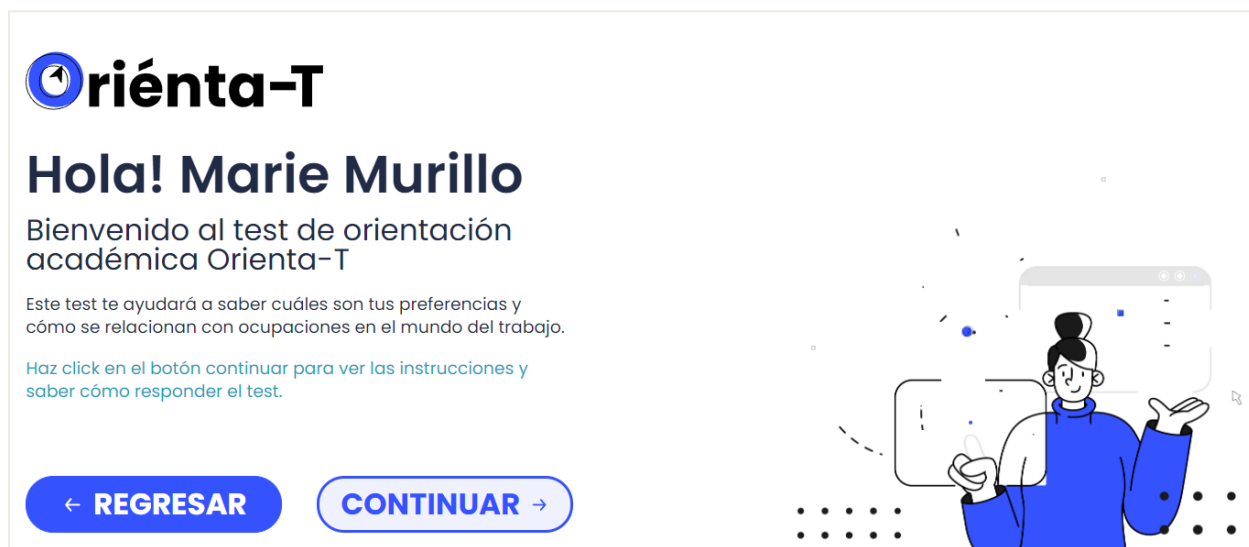 Oriénta-T
Hola! Marie Murillo
Bienvenido al test de orientación
académica Orienta-T
Este test te ayudará a saber cuáles son tus preferencias y
cómo se relacionan con ocupaciones en el mundo del trabajo.
Haz click en el botón continuar para ver las instrucciones y
saber cómo responder el test.
← REGRESAR
CONTINUAR →